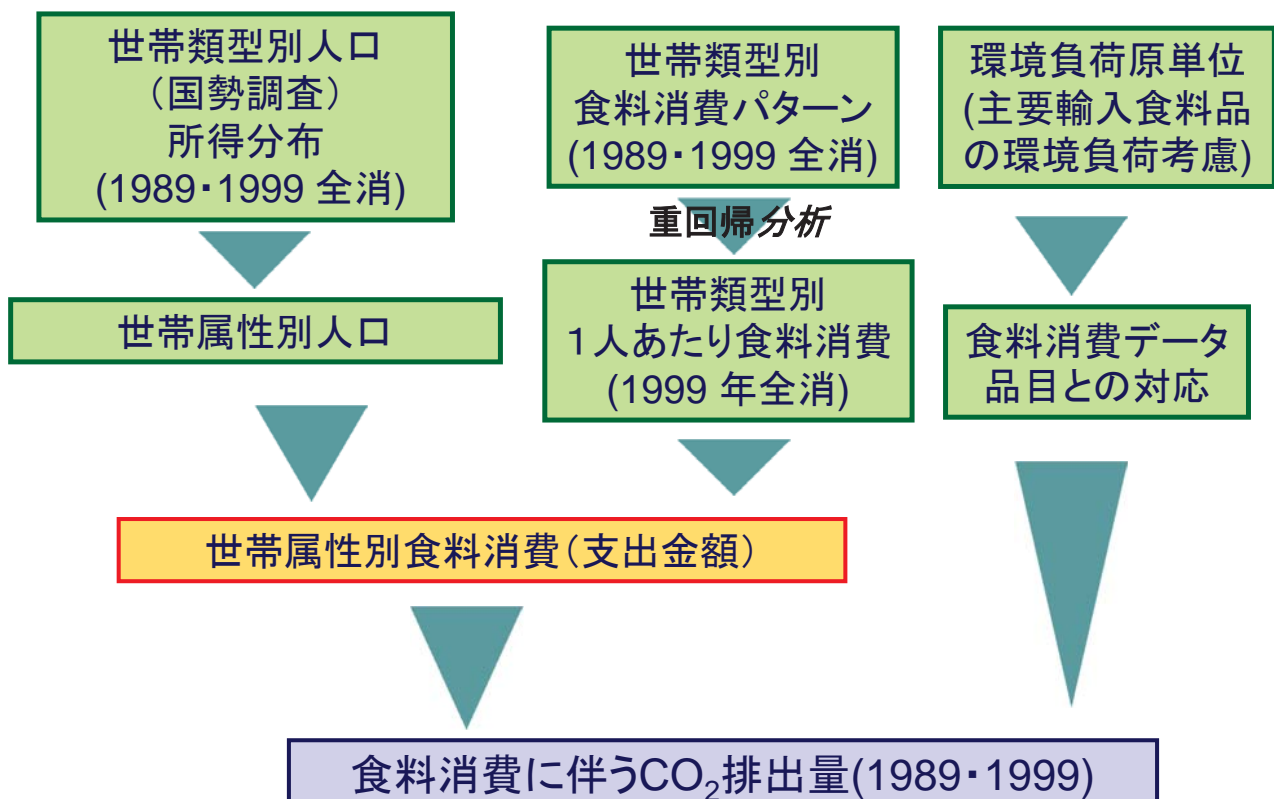 世帯類型別人口
（国勢調査）
所得分布
(1989・1999 全消)
世帯類型別
食料消費パターン
(1989・1999 全消)
環境負荷原単位
(主要輸入食料品
の環境負荷考慮)
重回帰分析
世帯属性別人口
世帯類型別
１人あたり食料消費
(1999 年全消)
食料消費データ
品目との対応
世帯属性別食料消費（支出金額）
食料消費に伴うCO₂排出量(1989・1999)